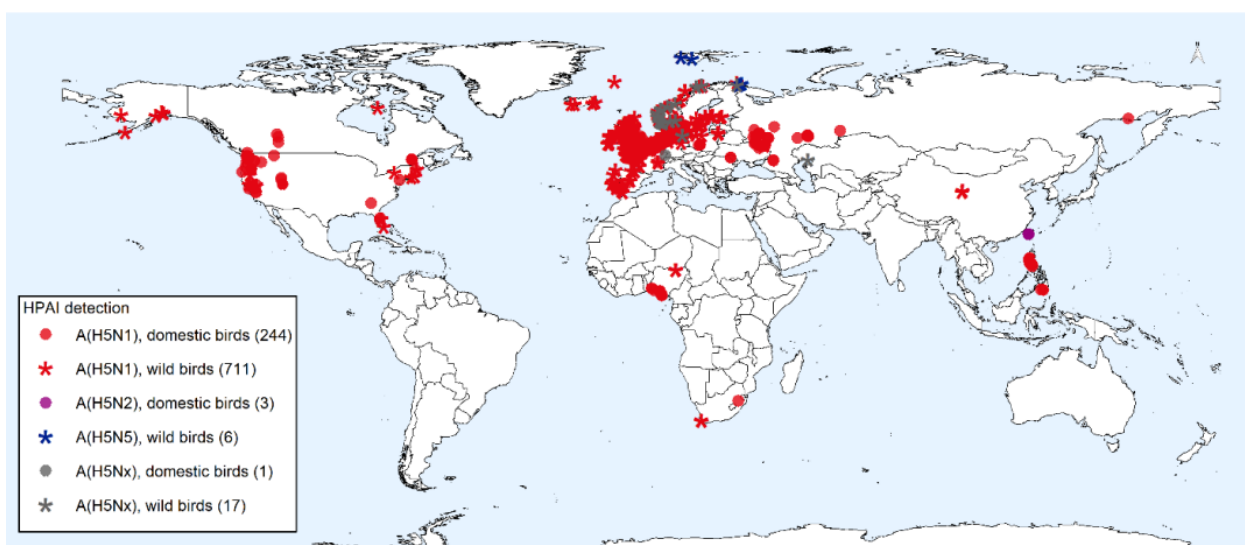 HPAI detection
A(H5N1), domestic birds (244)
A(H5N1), wild birds (711)
A(H5N2), domestic birds (3)
A(H5N5), wild birds (6)
A(H5Nx), domestic birds (1)
A(H5Nx), wild birds (17)